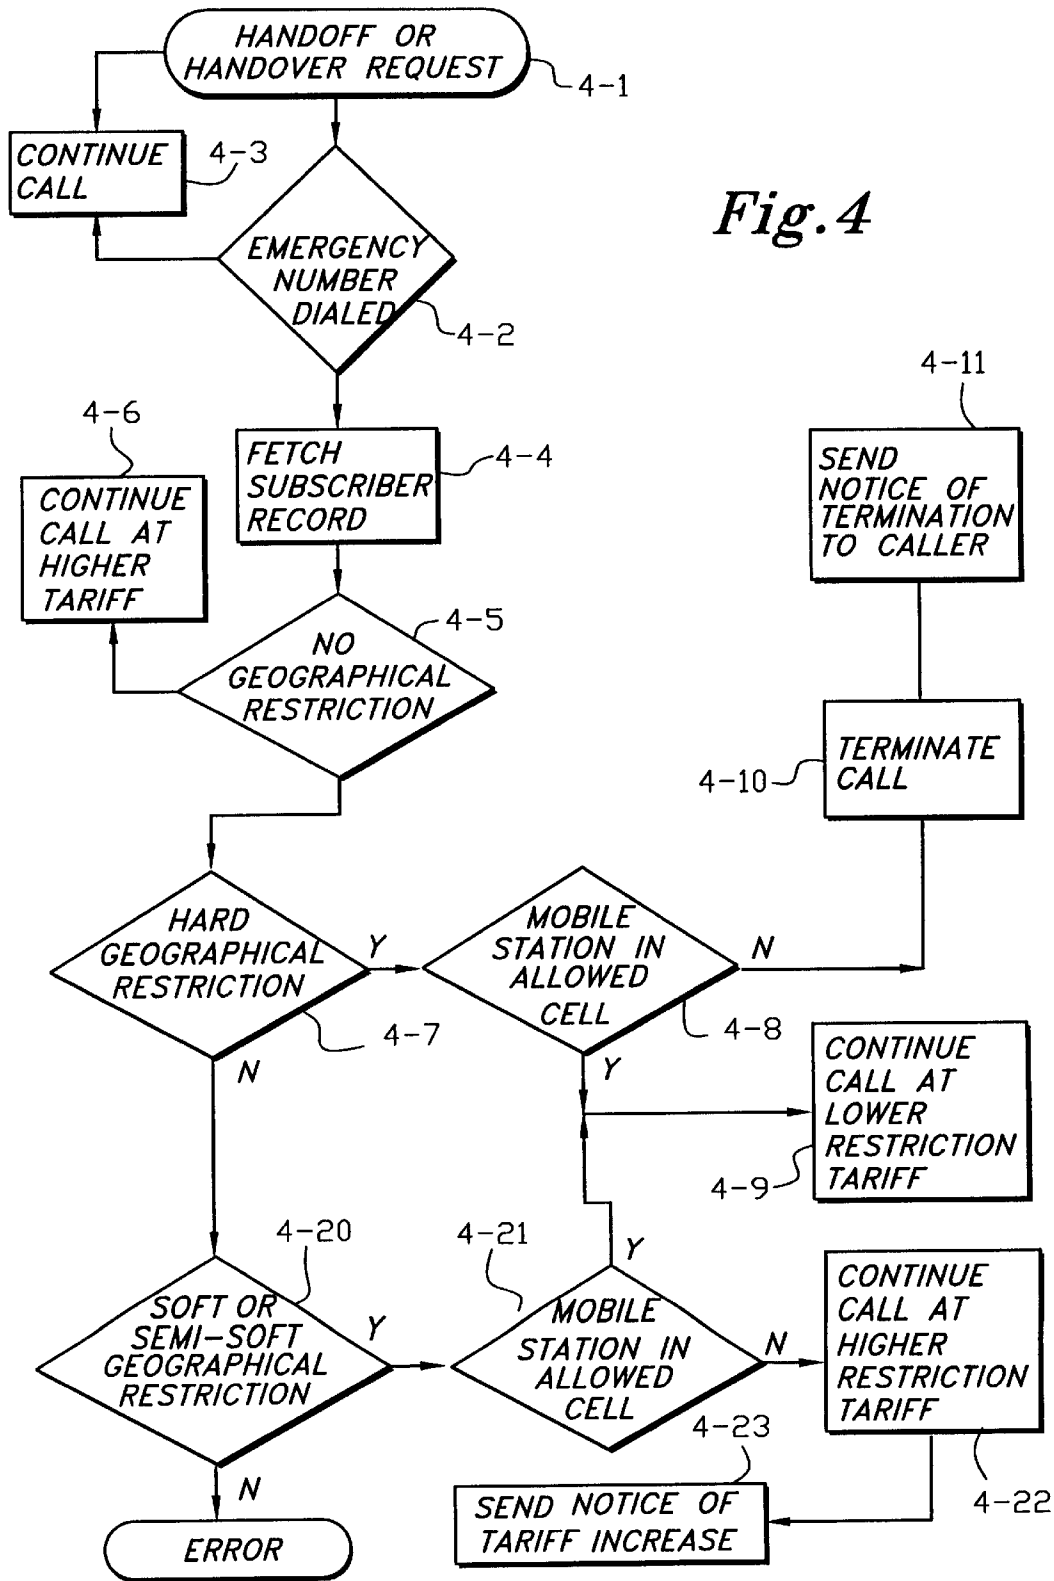 HANDOFF OR
HANDOVER REQUEST
4-1
CONTINUE
CALL
4-3
Fig.4
EMERGENCY
NUMBER
DIALED
4-2
4-11
SEND
NOTICE OF
TERMINATION
TO CALLER
4-6
CONTINUE
CALL AT
HIGHER
TARIFF
FETCH
SUBSCRIBER
RECORD
4-4
NO
GEOGRAPHICAL
RESTRICTION
4-5
4-10
TERMINATE
CALL
HARD
GEOGRAPHICAL
RESTRICTION
Y
4-7
N
MOBILE
STATION IN
ALLOWED
CELL
N
4-8
Y
CONTINUE
CALL AT
LOWER
RESTRICTION
TARIFF
4-9
4-20
SOFT OR
SEMI-SOFT
GEOGRAPHICAL
RESTRICTION
Y
N
4-21
Y
MOBILE
STATION IN
ALLOWED
CELL
N
CONTINUE
CALL AT
HIGHER
RESTRICTION
TARIFF
4-22
4-23
SEND NOTICE OF
TARIFF INCREASE
ERROR